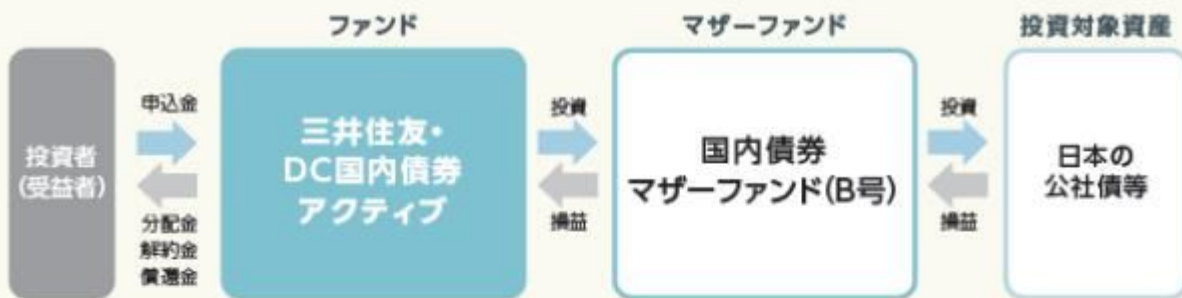 ファンド
マザーファンド
投資対象資産
投資者
(受益者)
申込金
分配金
解約金
償還金
三井住友・
DC国内債券
アクティブ
投資
損益
国内債券
マザーファンド(B号)
投資
損益
日本の
公社債等